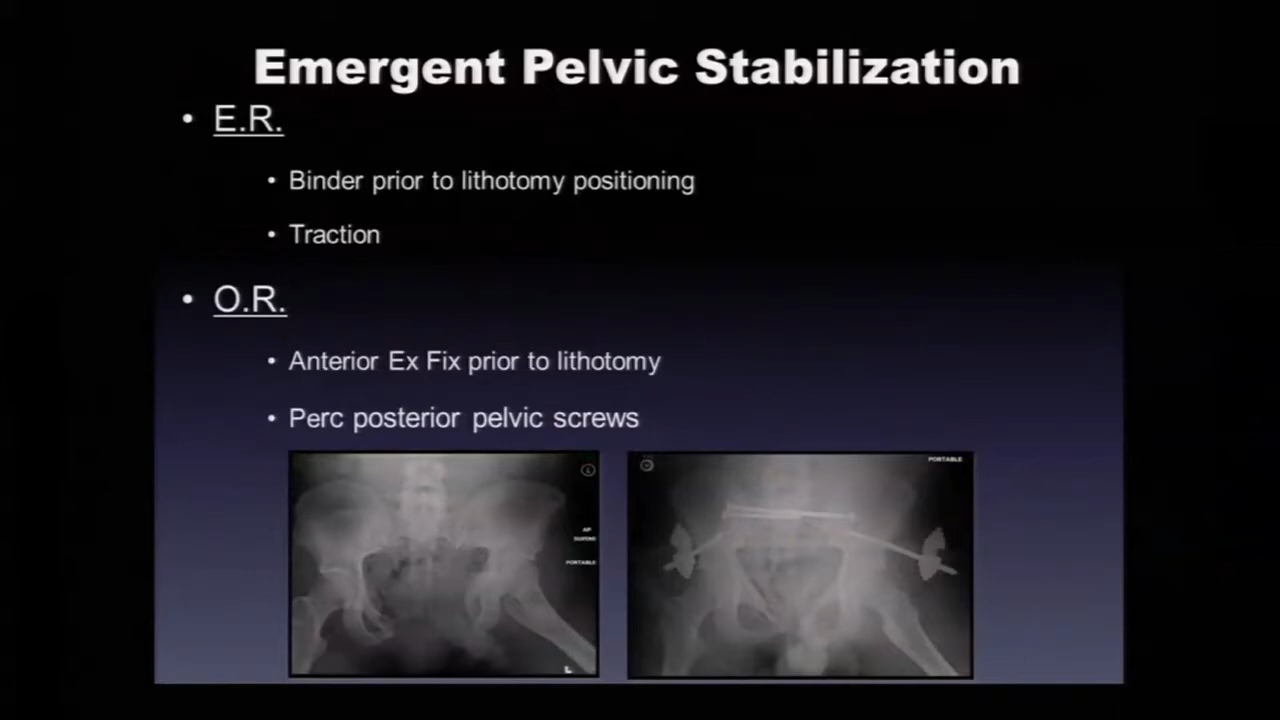 Emergent Pelvic Stabilization
• E.R.
• Binder prior to lithotomy positioning
• Traction
• O.R.
• Anterior Ex Fix prior to lithotomy
• Perc posterior pelvic screws
PORTABLE
L
AP
SUPINE
PORTABLE